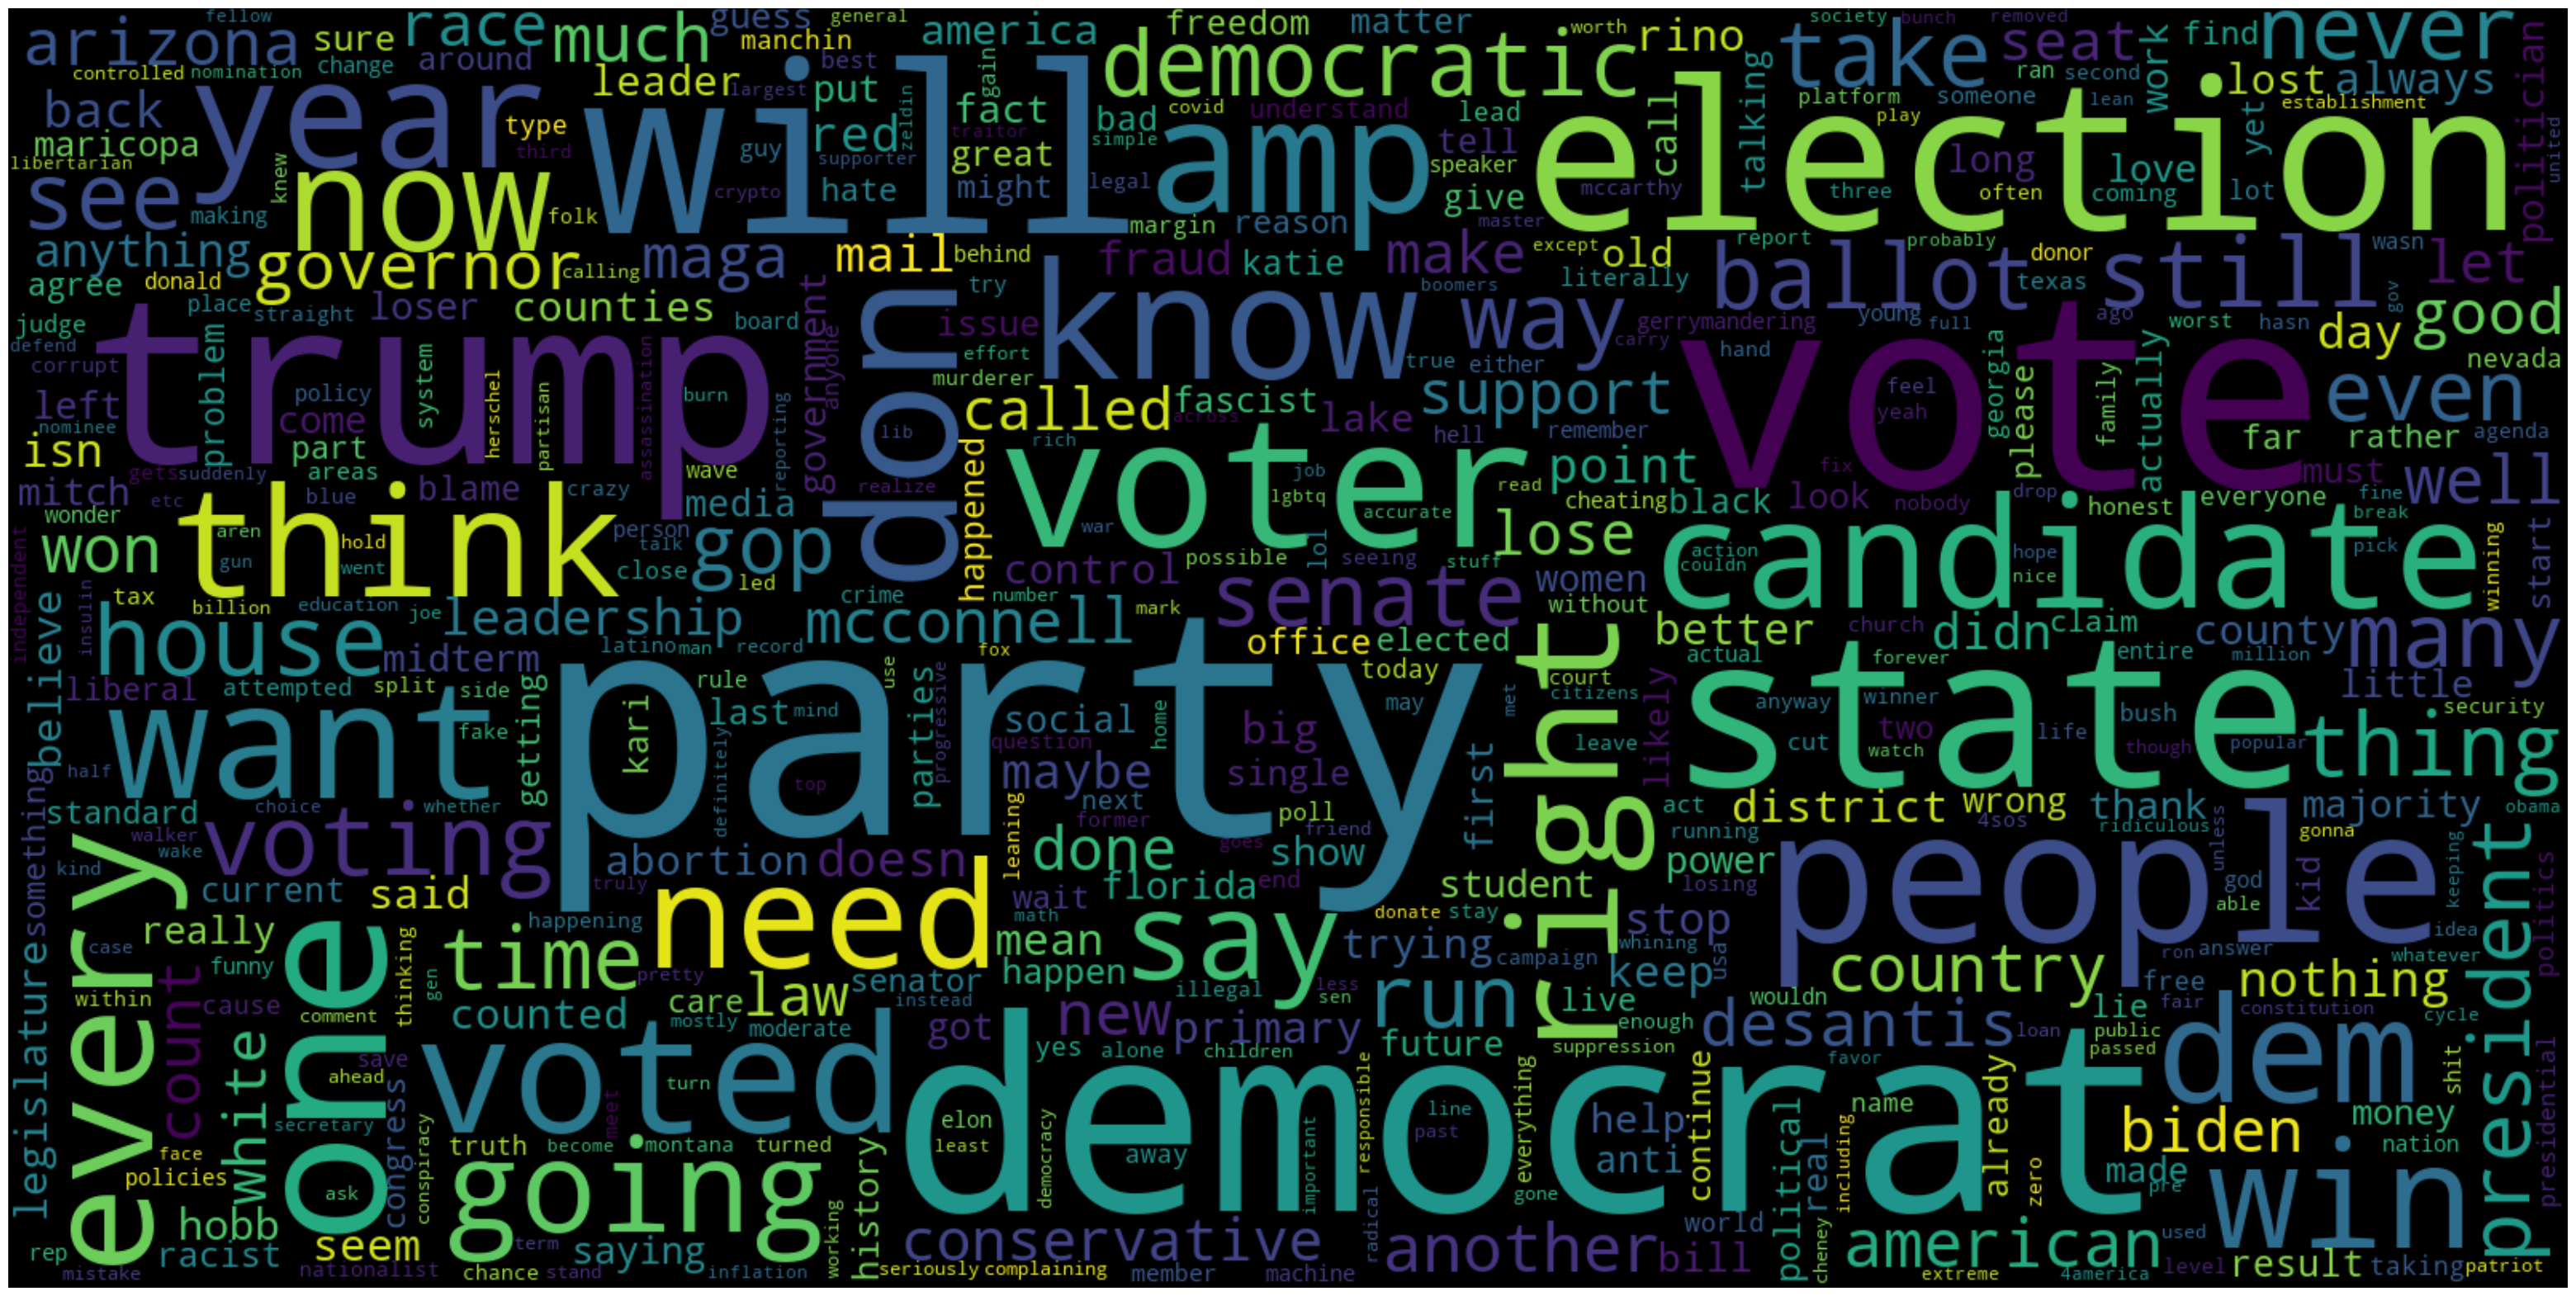 fellow
arizona
sure
race
much
guess
general
manchin
america
freedom
matter
society
bunch
removed
worth
rino
take
seat
work
find
never
controlled
nomination
change
around
leader
largest
best
put
gain
democratic
call
talking
ran
second
lost
always
politician
back
year
type
will
red
fact
zeldin
covid
bad
understand
lead
tell
platform
someone
play
lean
establishment
yet
united
maricopa
libertarian
third
guy
supporter
traitor
great
simple
amp
speaker
election
long
love
lot
see
knew
now
folk
crypto
hate
might
legal
give
mccarthy
three
often
coming
making
margin
reason
master
anything
governor
calling
maga
mail
behind
fraud
katie
make
except
old
report
probably
donor
wasn
let
agree
donald
place
straight
loser
counties
government
don
try
know
boomers
way
literally
ballot
texas
still
gov
good
judge
defend
corrupt
trump
board
anyone
issue
effort
true
either
gerrymandering
carry
young
full
ago
worst
hasn
day
nevada
problem
policy
system
herschel
partisan
assassination
burn
murderer
called
fascist
across
lake
support
hand
vote
feel
yeah
georgia
please
family
actually
even
left
nominee
come
part
areas
isn
lib
rich
hell
remember
far
rather
agenda
gets
suddenly
wave
reporting
happened
voter
job
lgbtq
accurate
read
point
fix
must
mitch
etc
blue
blame
crazy
media
realize
war
cheating
black
look
nobody
drop
honest
everyone
fine
break
well
wonder
won
aren
gun
think
hold
went
person
talk
close
gop
led
control
possible
lol
seeing
stuff
lose
women
candidate
action
couldn
hope
nice
pick
winning
start
independent
tax
billion
education
joe
leadership
crime
mcconnell
number
mark
senate
without
insulin
believe
house
midterm
latino
man
record
fox
office
elected
better
church
didn
claim
county
many
liberal
attempted
split
side
getting
rule
use
progressive
parties
party
today
right
court
citizens
actual
forever
entire
million
little
want
fake
kari
last
mind
definitely
social
home
big
may
met
likely
anyway
winner
state
two
bush
security
half
question
maybe
single
first
leave
cut
watch
life
though
popular
thing
standard
something
choice
whether
top
leaning
next
former
poll
friend
act
district
wrong
thank
majority
obama
walker
wake
kind
voting
abortion
doesn
goes
done
show
running
power
4sos
ridiculous
unless
gonna
every
current
said
truly
need
wait
florida
end
student
losing
people
god
able
kid
keeping
politics
president
legislature
case
really
one
happening
time
math
mean
say
donate
stay
trying
campaign
whining
stop
usa
idea
funny
thinking
gen
pretty
happen
illegal
less
sen
run
keep
country
ron
answer
whatever
within
count
cause
comment
counted
care
law
senator
instead
live
wouldn
lie
free
fair
nothing
white
mostly
moderate
got
new
primary
enough
desantis
loan
public
passed
constitution
cycle
dem
save
ahead
congress
voted
yes
alone
children
future
suppression
continue
favor
already
shit
presidential
secretary
conspiracy
turn
meet
democrat
elon
least
democracy
away
important
responsible
line
past
everything
help
anti
name
zero
biden
money
nation
face
policies
ask
truth
become
montana
turned
history
gone
political
real
including
made
pre
win
hobb
going
working
radical
world
cheney
rep
racist
seem
term
saying
conservative
another
bill
american
used
result
mistake
nationalist
chance
stand
inflation
seriously
complaining
member
machine
extreme
4america
level
taking
patriot